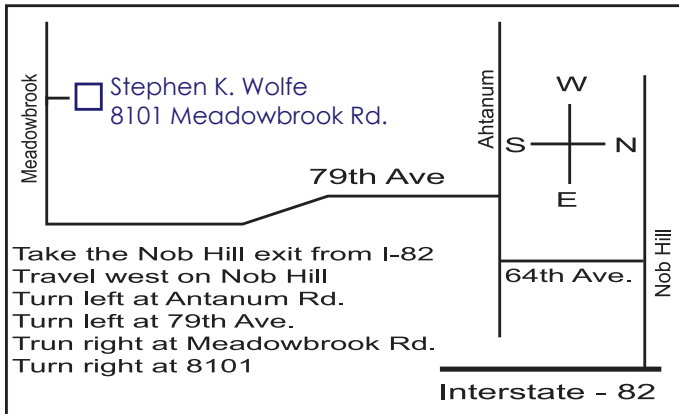 Meadowbrook
Stephen K. Wolfe
8101 Meadowbrook Rd.
Ahtanum
W
S
N
E
79th Ave
64th Ave.
Nob Hill
Take the Nob Hill exit from I-82
Travel west on Nob Hill
Turn left at Antanum Rd.
Turn left at 79th Ave.
Trun right at Meadowbrook Rd.
Turn right at 8101
Interstate - 82